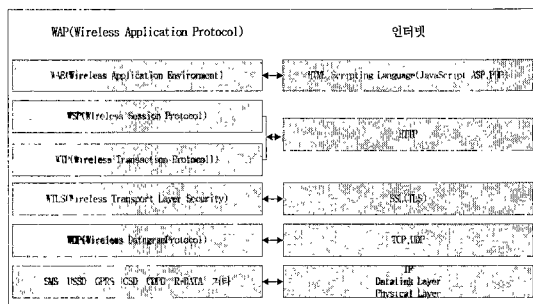 WAP(Wireless Application Protocol)
인터넷
WAE(Wireless Application Environment)
HTML Scripting Language(JavaScript ASP,PHP)
WSP(Wireless Session Protocol)
HTTP
WTP(Wireless Transaction Protocol)
WTLS(Wireless Transport Layer Security)
SSL(TLS)
WDP(Wireless DatagramProtocol)
TCP,UDP
SMS USSD GPRS CSD CDPD R-DATA 기타
IP
Datalink Layer
Physical Layer